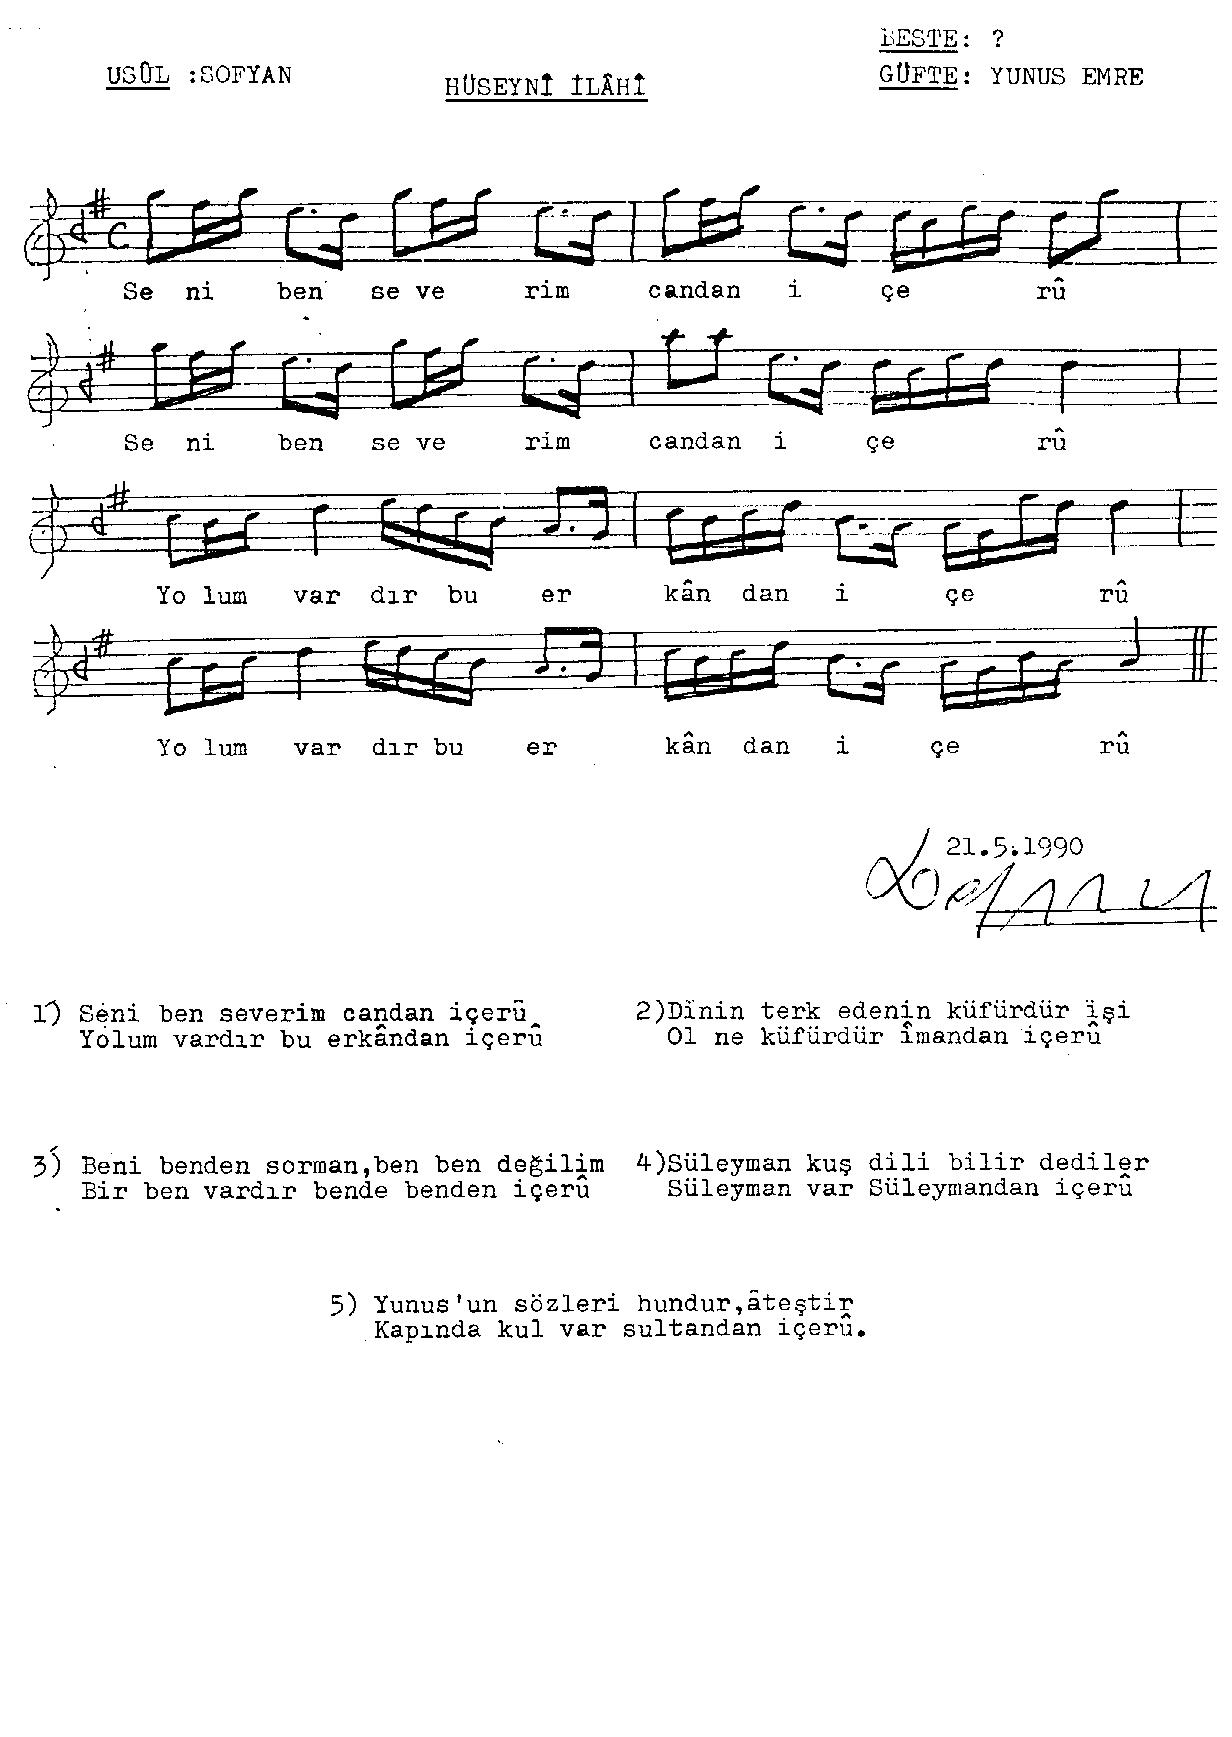 BESTE: ?
USÛL :SOFYAN
HÜSEYNÎ İLÂHİ
GÜFTE: YUNUS EMRE
Se ni ben se ve rim candan i çe rû
Se ni ben se ve rim candan i çe rû
Yo lum var dır bu er kân dan i çe rû
Yo lum var dır bu er kân dan i çe rû
21.5.1990
1) Seni ben severim candan içerû
Yolum vardır bu erkândan içerû
2)Dinin terk edenin küfürdür işi
Ol ne küfürdür îmandan içerû
3) Beni benden sorman,ben ben değilim
Bir ben vardır bende benden içerû
4)Süleyman kuş dili bilir dediler
Süleyman var Süleymandan içerû
5) Yunus'un sözleri hundur,âteştir
Kapında kul var sultandan içerû.